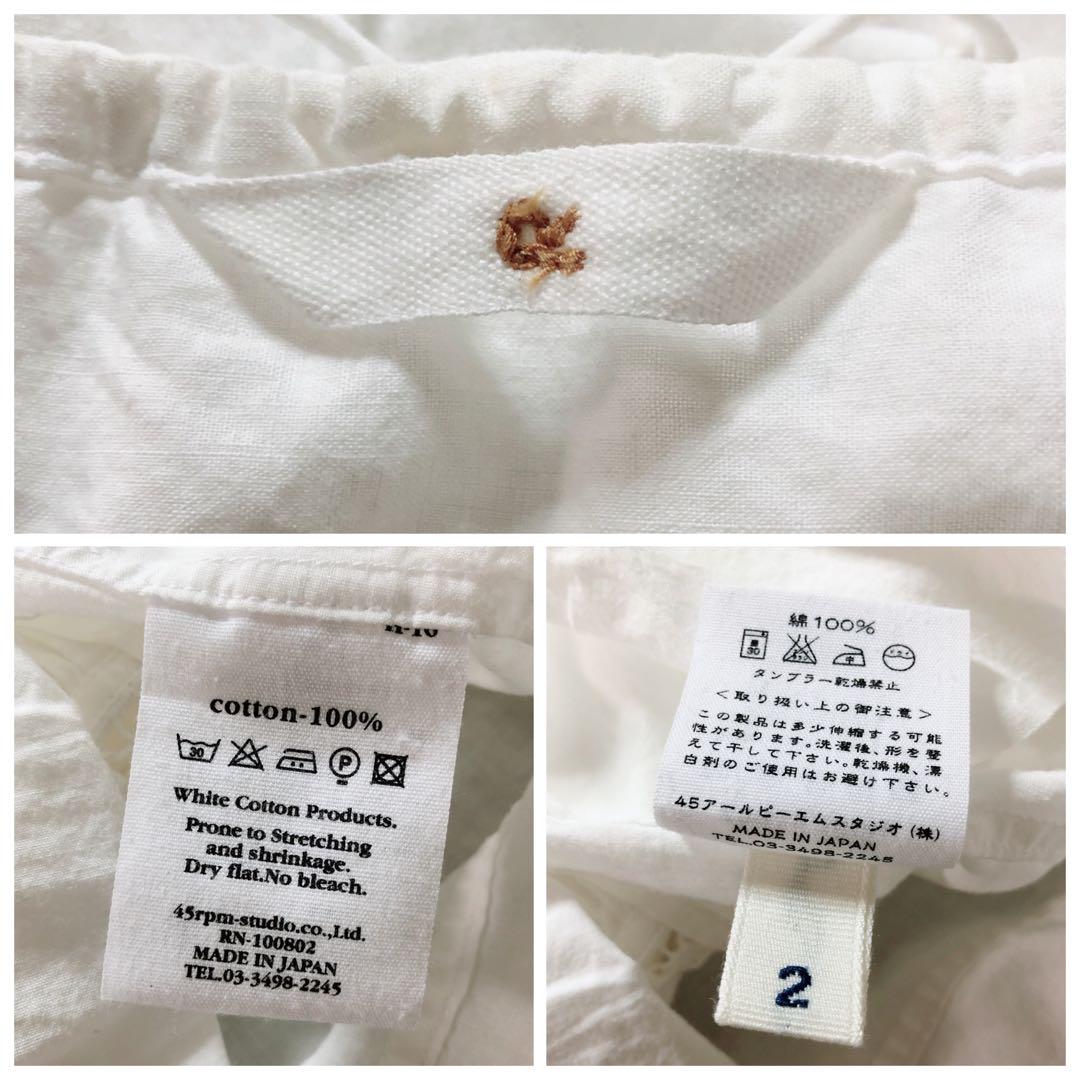 cotton-100%
30
P
White Cotton Products.
Prone to Stretching
and shrinkage.
Dry flat.No bleach.
45rpm-studio.co.,Ltd.
RN-100802
MADE IN JAPAN
TEL.03-3498-2245
綿100%
30
中
ドライ
タンブラー乾燥禁止
<取り扱い上の御注意>
この製品は多少伸縮する可能
性があります。洗濯後、形を整
えて干して下さい。乾燥機、漂
白剤のご使用はお避け下さい。
45アールピーエムスタジオ(株)
MADE IN JAPAN
TEL.03-3498-2245
2